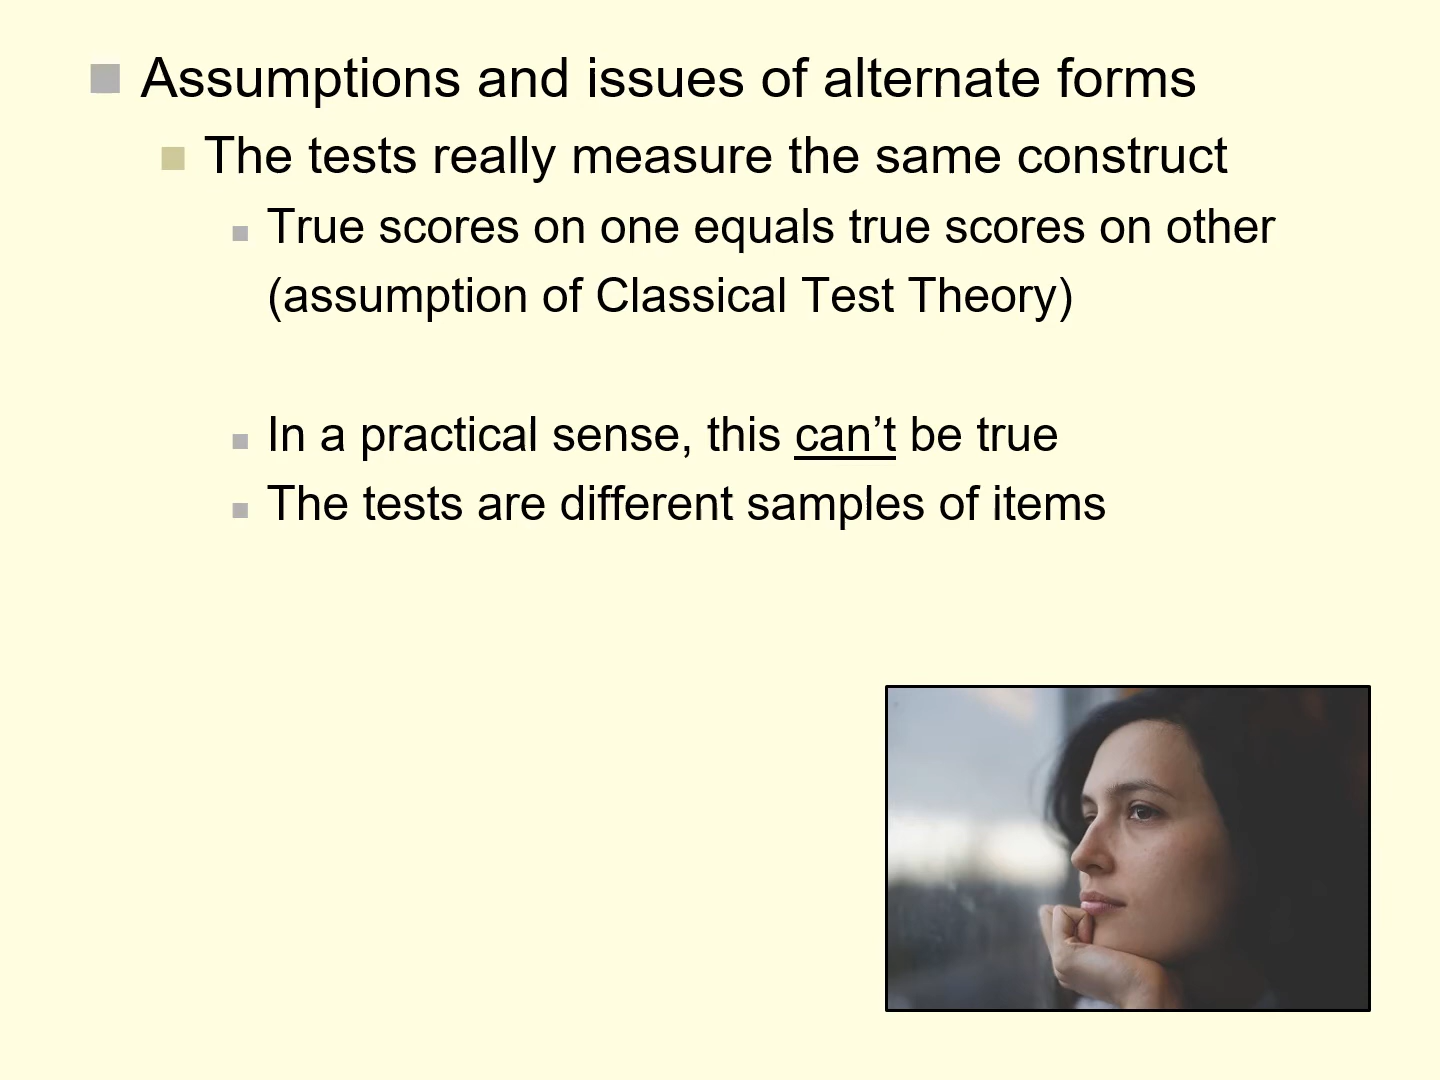 Assumptions and issues of alternate forms
The tests really measure the same construct
True scores on one equals true scores on other
(assumption of Classical Test Theory)
In a practical sense, this can’t be true
The tests are different samples of items